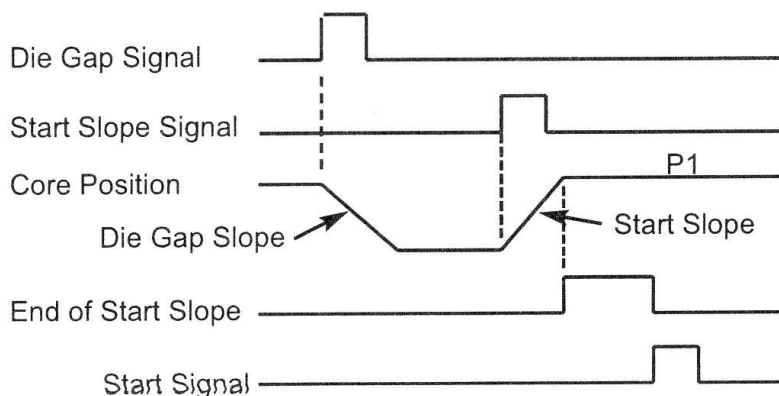 Die Gap Signal
Start Slope Signal
Core Position
P1
Die Gap Slope
Start Slope
End of Start Slope
Start Signal